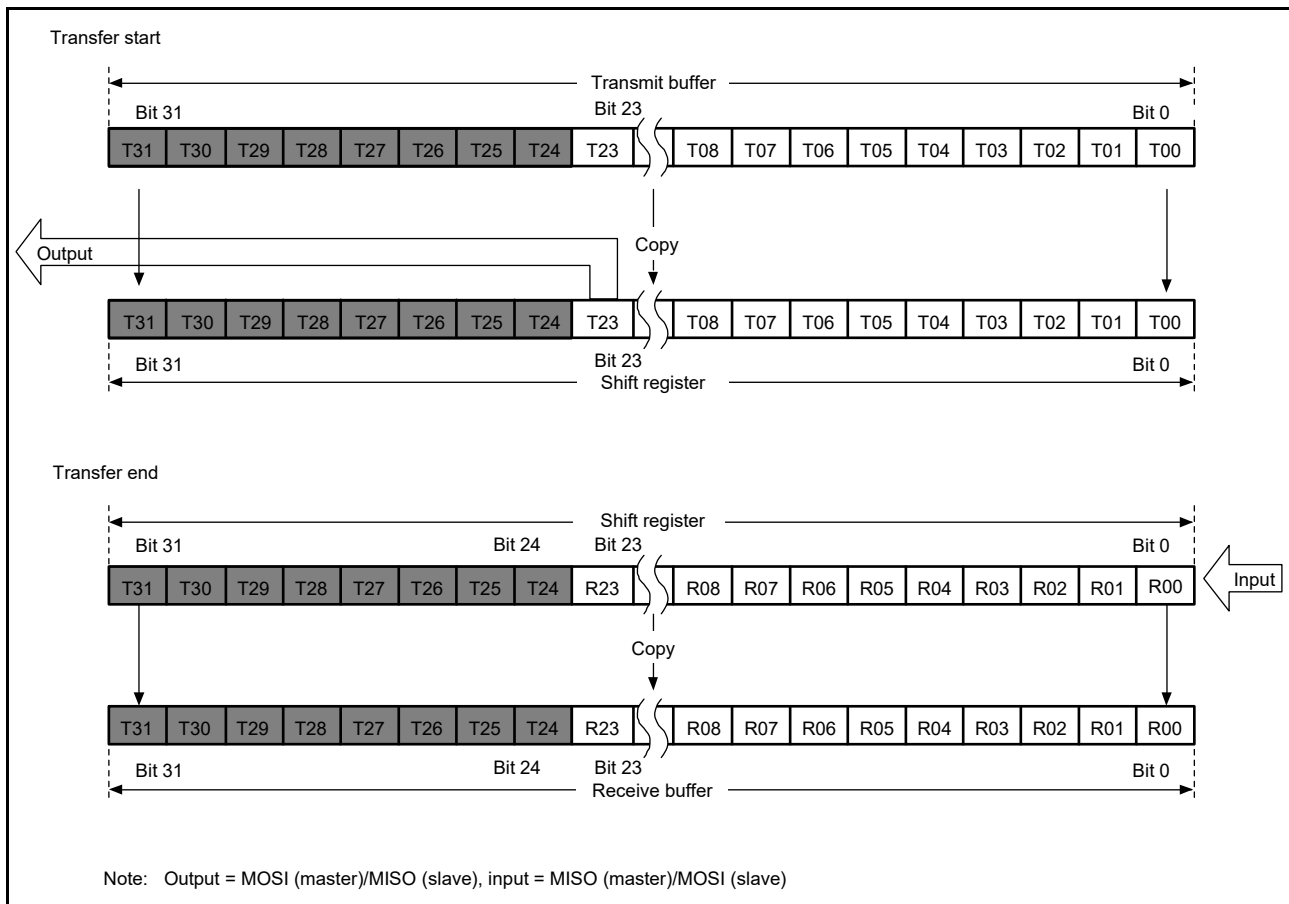 Transfer start
Transmit buffer
Bit 31 Bit 23 Bit 0
T31 T30 T29 T28 T27 T26 T25 T24 T23 T08 T07 T06 T05 T04 T03 T02 T01 T00
Output Copy
T31 T30 T29 T28 T27 T26 T25 T24 T23 T08 T07 T06 T05 T04 T03 T02 T01 T00
Bit 31 Bit 23 Bit 0
Shift register
Transfer end
Shift register
Bit 31 Bit 24 Bit 23 Bit 0
T31 T30 T29 T28 T27 T26 T25 T24 R23 R08 R07 R06 R05 R04 R03 R02 R01 R00 Input
Copy
T31 T30 T29 T28 T27 T26 T25 T24 R23 R08 R07 R06 R05 R04 R03 R02 R01 R00
Bit 31 Bit 24 Bit 23 Bit 0
Receive buffer
Note: Output = MOSI (master)/MISO (slave), input = MISO (master)/MOSI (slave)